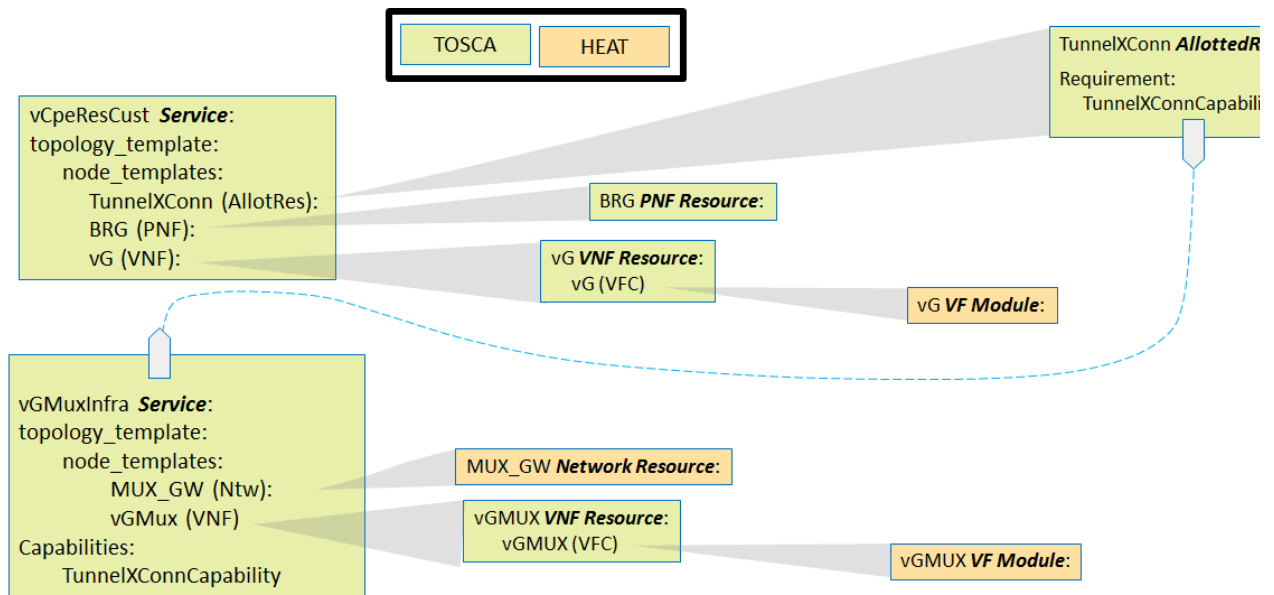 TOSCA
HEAT
TunnelXConn AllottedR
Requirement:
TunnelXConnCapabili
vCpeResCust Service:
topology_template:
node_templates:
TunnelXConn (AllotRes):
BRG (PNF):
vG (VNF):
BRG PNF Resource:
vG VNF Resource:
vG (VFC)
vG VF Module:
vGMuxInfra Service:
topology_template:
node_templates:
MUX_GW (Ntw):
vGMux (VNF)
Capabilities:
TunnelXConnCapability
MUX_GW Network Resource:
vGMUX VNF Resource:
vGMUX (VFC)
vGMUX VF Module: